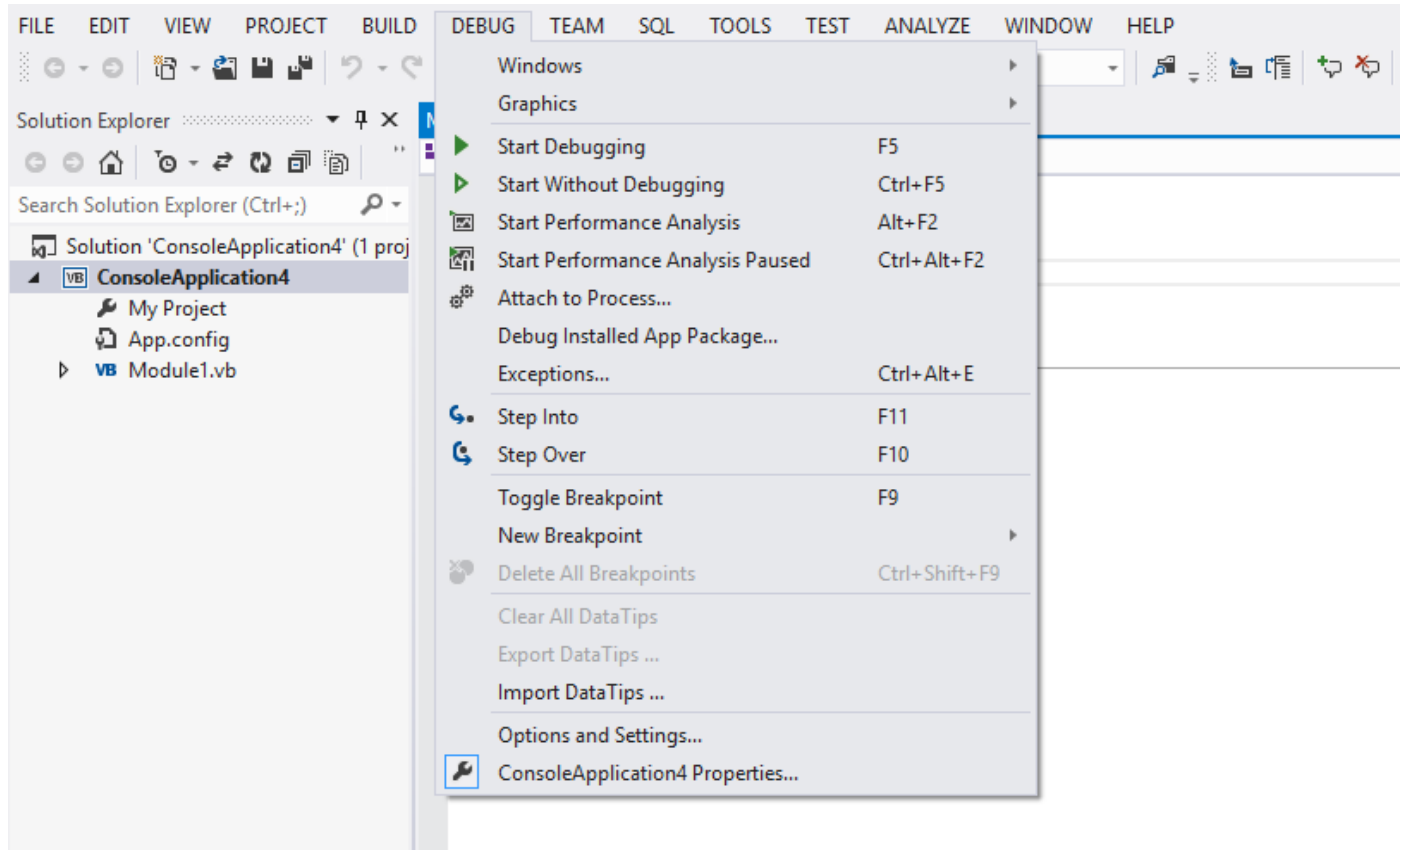 FILE EDIT VIEW PROJECT BUILD DEBUG TEAM SQL TOOLS TEST ANALYZE WINDOW HELP
Solution Explorer
Search Solution Explorer (Ctrl+;)
Solution 'ConsoleApplication4' (1 proj
VB ConsoleApplication4
My Project
App.config
VB Module1.vb
Windows
Graphics
Start Debugging F5
Start Without Debugging Ctrl+F5
Start Performance Analysis Alt+F2
Start Performance Analysis Paused Ctrl+Alt+F2
Attach to Process...
Debug Installed App Package...
Exceptions... Ctrl+Alt+E
Step Into F11
Step Over F10
Toggle Breakpoint F9
New Breakpoint
Delete All Breakpoints Ctrl+Shift+F9
Clear All DataTips
Export DataTips ...
Import DataTips ...
Options and Settings...
ConsoleApplication4 Properties...